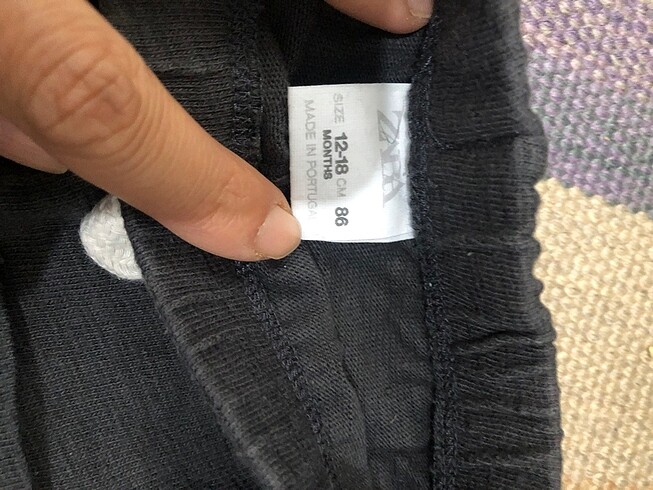 ZARA
SIZE 12-18 CM 86
MONTHS
MADE IN PORTUGAL